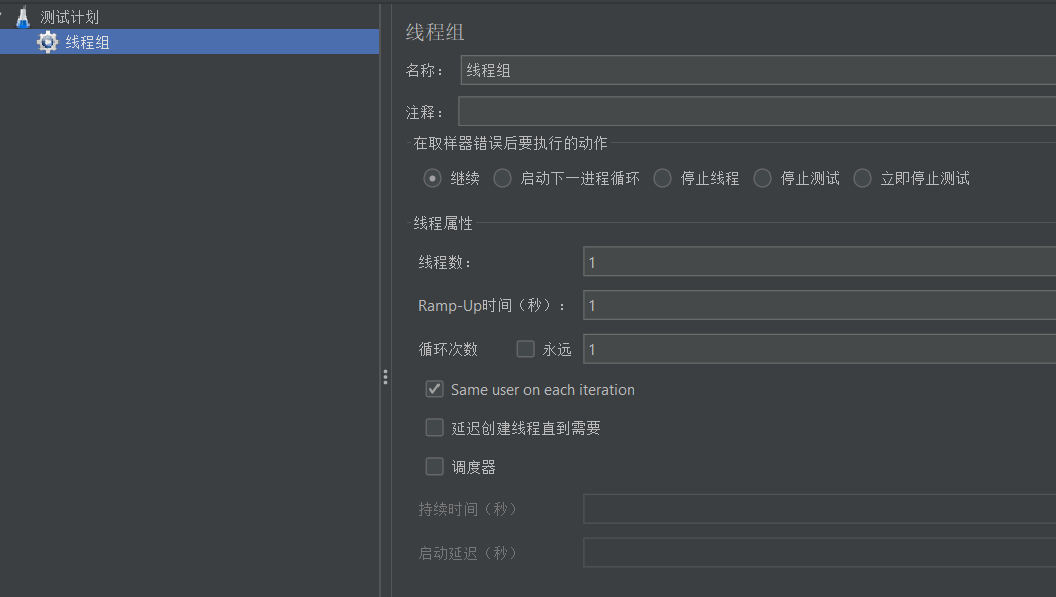 测试计划
线程组
线程组
名称： 线程组
注释：
在取样器错误后要执行的动作
继续 启动下一进程循环 停止线程 停止测试 立即停止测试
线程属性
线程数： 1
Ramp-Up时间（秒）： 1
循环次数 永远 1
Same user on each iteration
延迟创建线程直到需要
调度器
持续时间（秒）
启动延迟（秒）